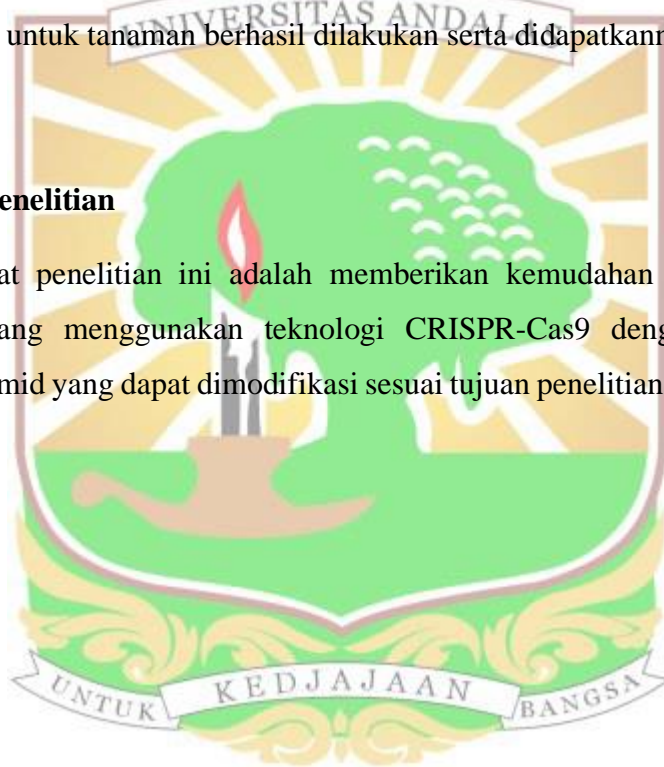 UNIVERSITAS ANDALAS
untuk tanaman berhasil dilakukan serta didapatkann
enelitian
at penelitian ini adalah memberikan kemudahan
ang menggunakan teknologi CRISPR-Cas9 deng
mid yang dapat dimodifikasi sesuai tujuan penelitian
UNTUK KEDJAJAAN BANGSA